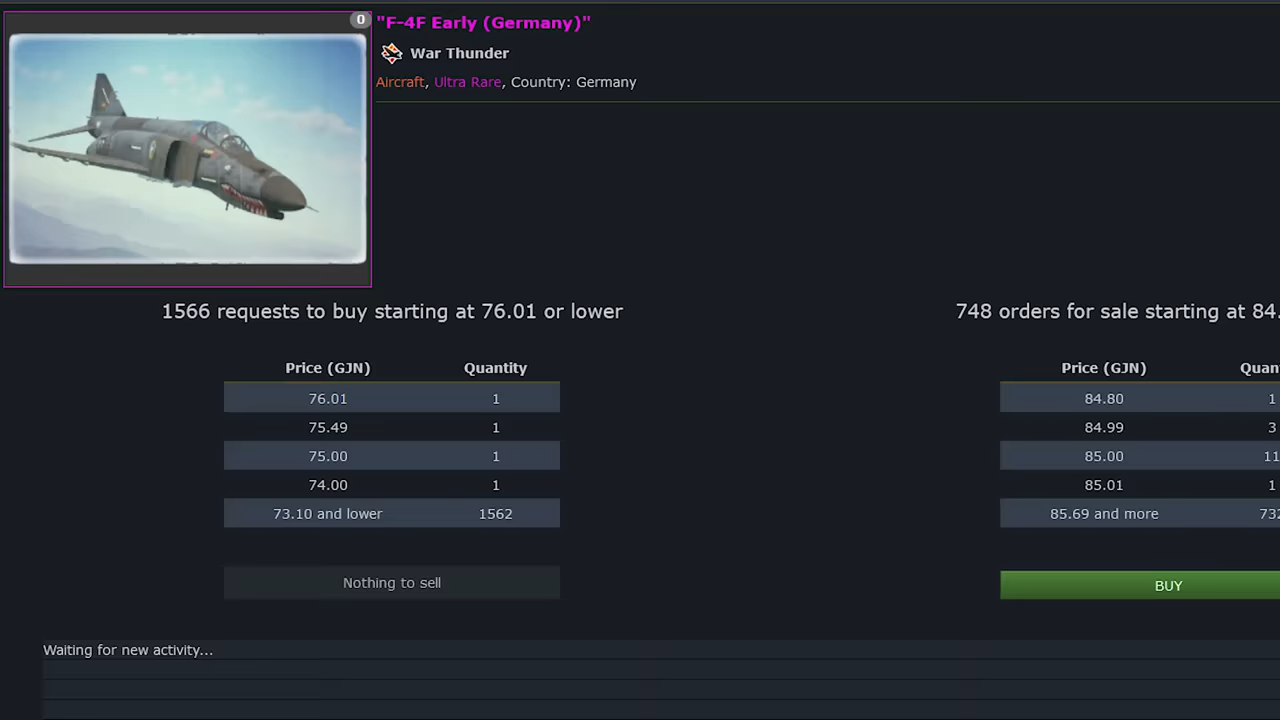 0
"F-4F Early (Germany)"
War Thunder
Aircraft, Ultra Rare, Country: Germany
1566 requests to buy starting at 76.01 or lower
Price (GJN) Quantity
76.01 1
75.49 1
75.00 1
74.00 1
73.10 and lower 1562
Nothing to sell
748 orders for sale starting at 84.
Price (GJN) Quan
84.80 1
84.99 3
85.00 11
85.01 1
85.69 and more 732
BUY
Waiting for new activity...